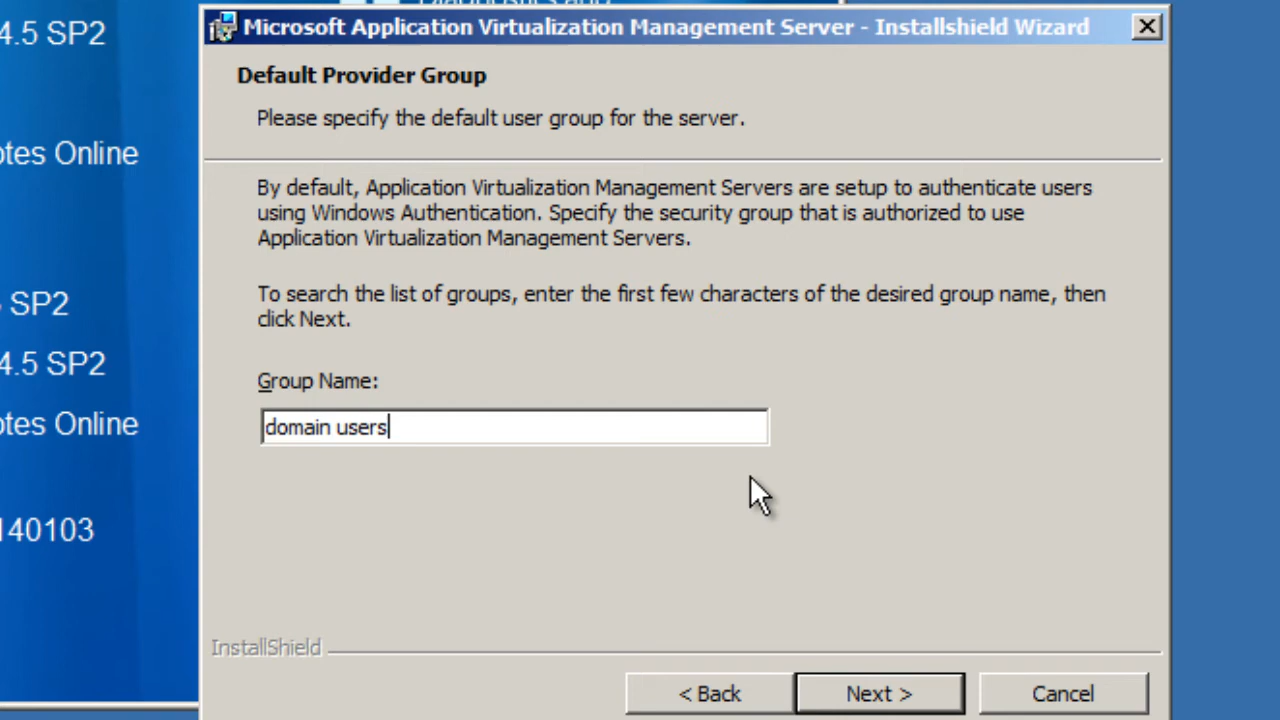 Microsoft Application Virtualization Management Server - Installshield Wizard
4.5 SP2
otes Online
SP2
4.5 SP2
otes Online
140103
Default Provider Group
Please specify the default user group for the server.
By default, Application Virtualization Management Servers are setup to authenticate users
using Windows Authentication. Specify the security group that is authorized to use
Application Virtualization Management Servers.
To search the list of groups, enter the first few characters of the desired group name, then
click Next.
Group Name:
domain users
InstallShield
< Back
Next >
Cancel